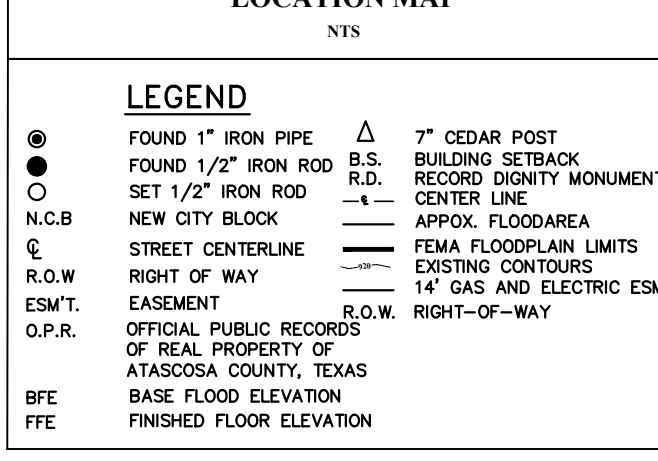 LOCATION MAP
NTS
LEGEND
FOUND 1" IRON PIPE
FOUND 1/2" IRON ROD
SET 1/2" IRON ROD
N.C.B NEW CITY BLOCK
℄ STREET CENTERLINE
R.O.W RIGHT OF WAY
ESM'T. EASEMENT
O.P.R. OFFICIAL PUBLIC RECORDS
OF REAL PROPERTY OF
ATASCOSA COUNTY, TEXAS
BFE BASE FLOOD ELEVATION
FFE FINISHED FLOOR ELEVATION
7" CEDAR POST
B.S. BUILDING SETBACK
R.D. RECORD DIGNITY MONUMENT
℄ CENTER LINE
APPOX. FLOODAREA
FEMA FLOODPLAIN LIMITS
920 EXISTING CONTOURS
14' GAS AND ELECTRIC ESM
R.O.W. RIGHT-OF-WAY